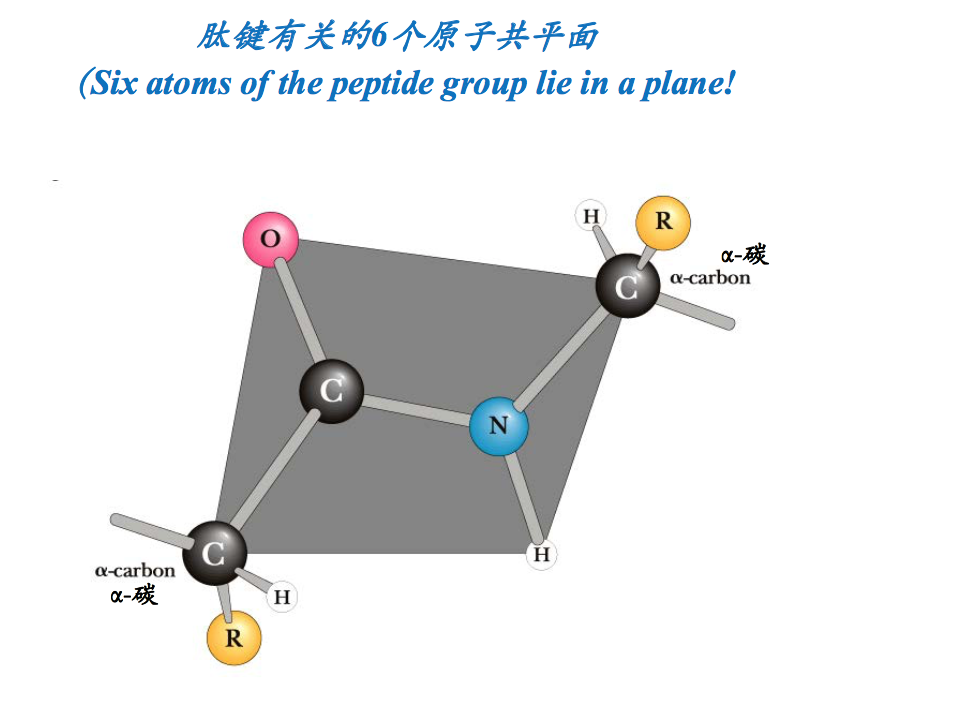 肽键有关的6个原子共平面
(Six atoms of the peptide group lie in a plane!
H
R
O
α-碳
α-carbon
C
C
N
C
H
α-carbon
α-碳
H
R